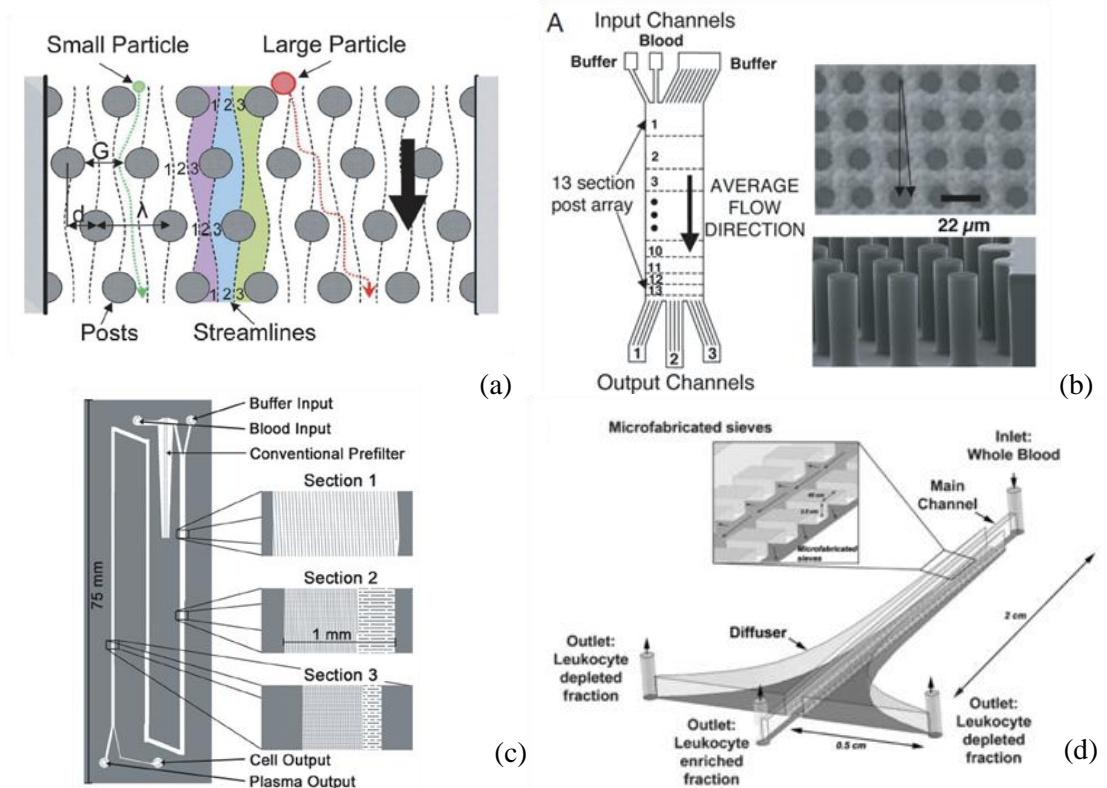 Small Particle
Large Particle
1 2 3
G
1 2 3
d
λ
1 2 3
1 2 3
Posts
Streamlines
(a)
A
Input Channels
Blood
Buffer
Buffer
1
2
3
13 section
post array
AVERAGE
FLOW
DIRECTION
10
11
12
13
1
2
3
Output Channels
22 µm
(b)
75 mm
Buffer Input
Blood Input
Conventional Prefilter
Section 1
Section 2
1 mm
Section 3
Cell Output
Plasma Output
(c)
Microfabricated sieves
Microfabricated
sieves
Inlet:
Whole Blood
Main
Channel
2 cm
Diffuser
Outlet:
Leukocyte
depleted
fraction
Outlet:
Leukocyte
enriched
fraction
0.5 cm
Outlet:
Leukocyte
depleted
fraction
(d)